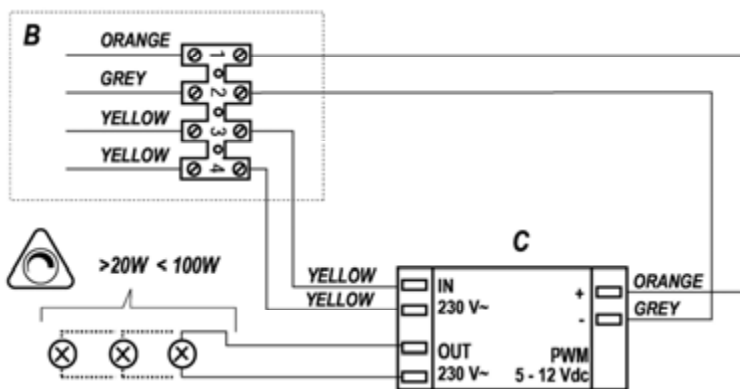 B
ORANGE
1
GREY
2
YELLOW
3
YELLOW
4
C
>20W < 100W
YELLOW
YELLOW
IN
230 V~
OUT
230 V~
+
-
PWM
5 - 12 Vdc
ORANGE
GREY